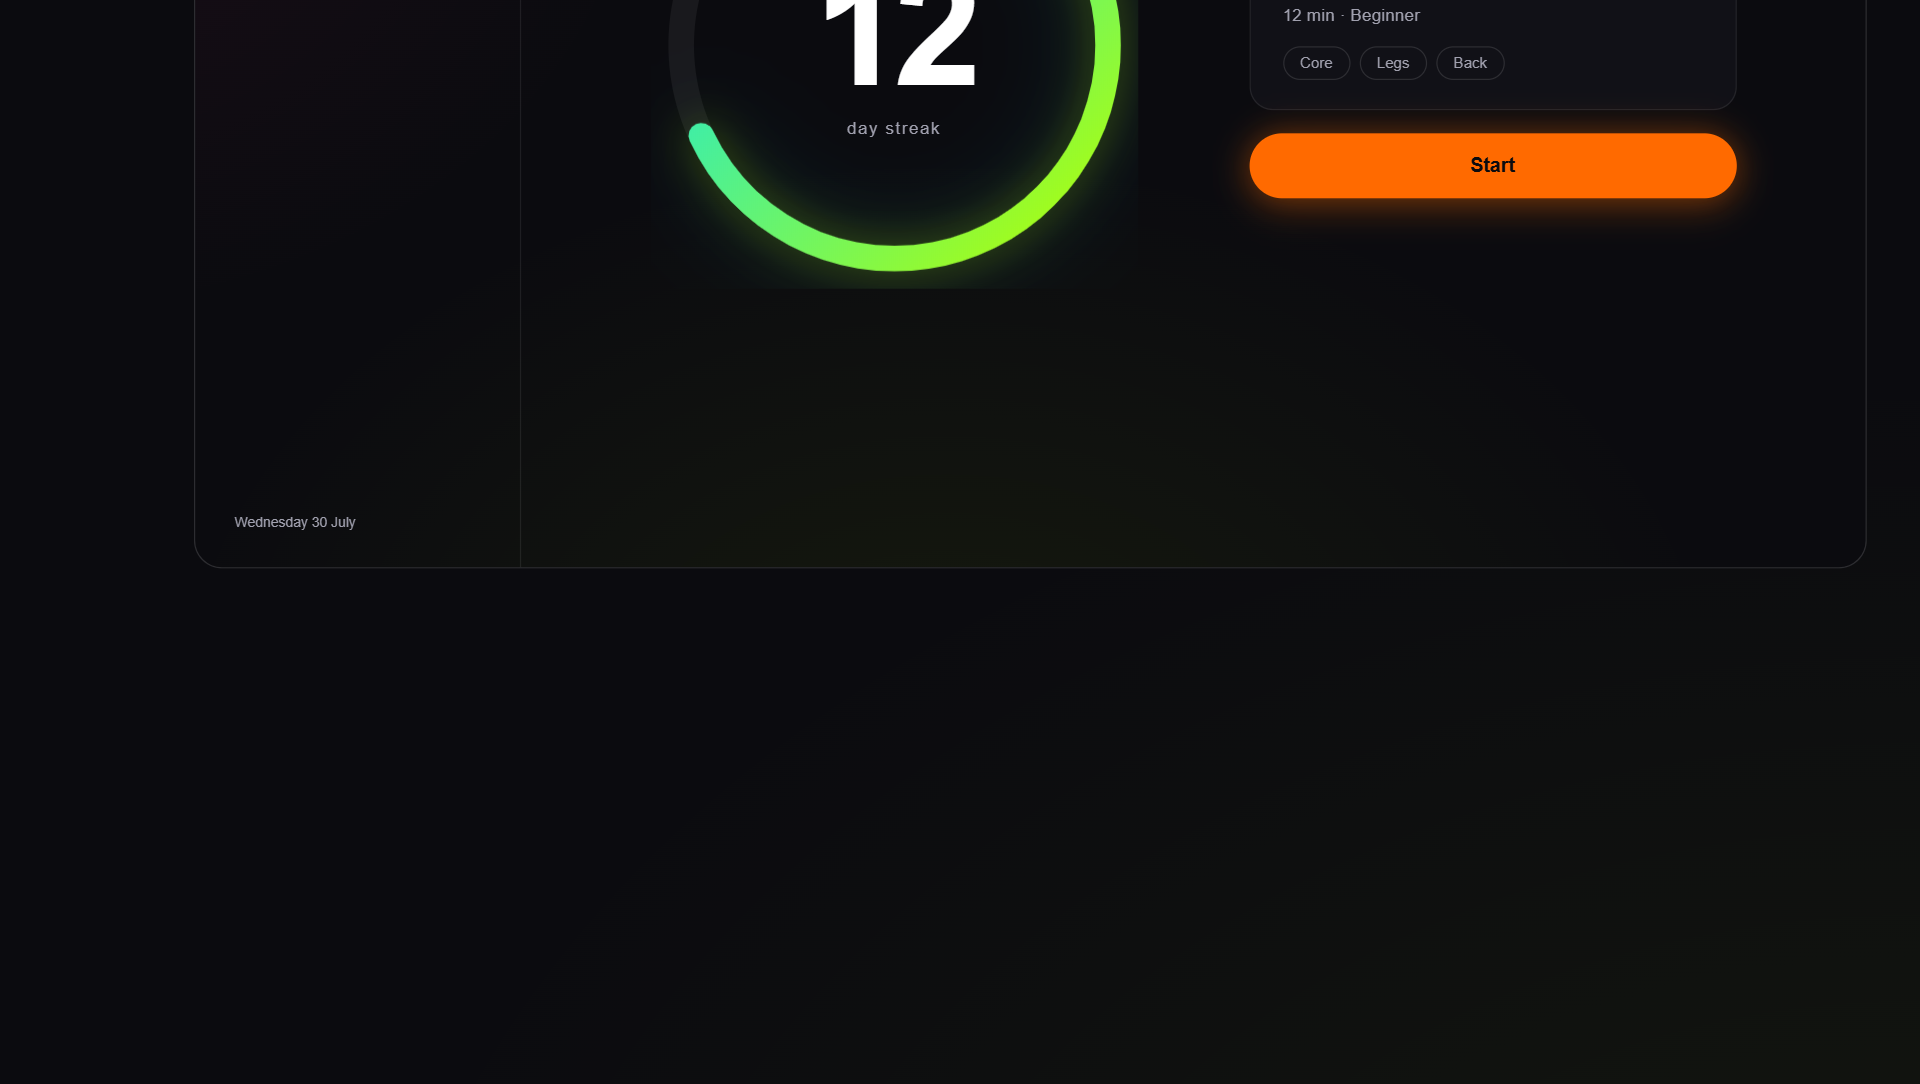 12
day streak
12 min · Beginner
Core
Legs
Back
Start
Wednesday 30 July